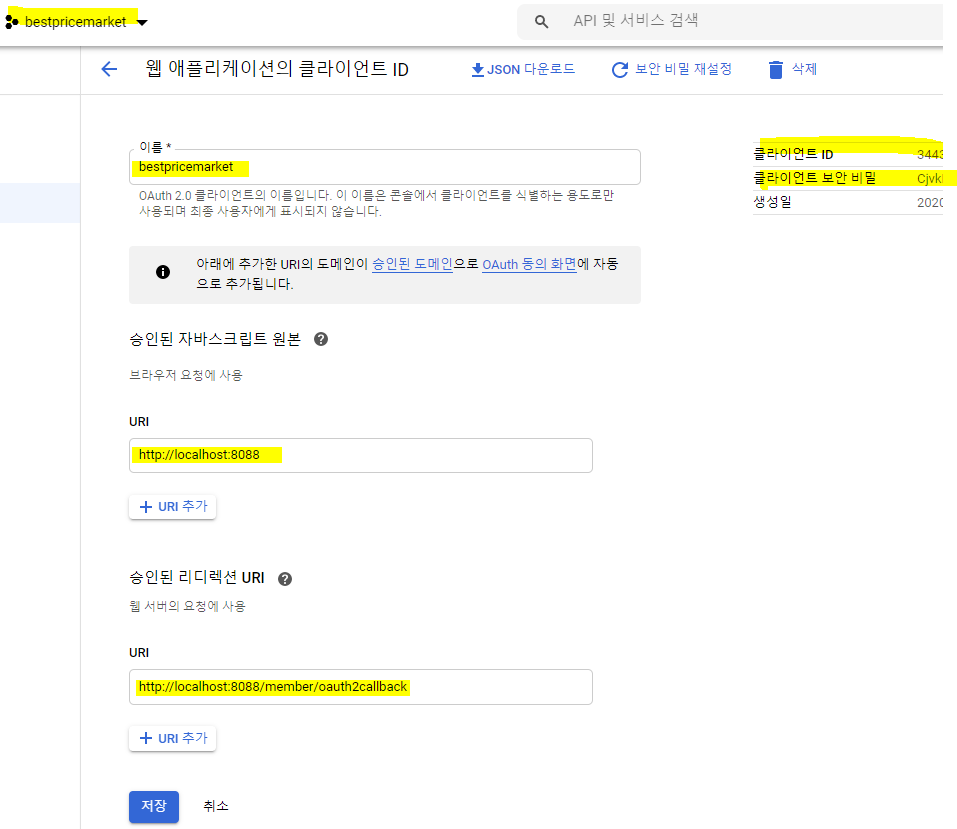 bestpricemarket
API 및 서비스 검색
웹 애플리케이션의 클라이언트 ID
JSON 다운로드
보안 비밀 재설정
삭제
이름 *
bestpricemarket
OAuth 2.0 클라이언트의 이름입니다. 이 이름은 콘솔에서 클라이언트를 식별하는 용도로만
사용되며 최종 사용자에게 표시되지 않습니다.
클라이언트 ID 3443
클라이언트 보안 비밀 Cjvk
생성일 2020
아래에 추가한 URI의 도메인이 승인된 도메인으로 OAuth 동의 화면에 자동
으로 추가됩니다.
승인된 자바스크립트 원본
브라우저 요청에 사용
URI
http://localhost:8088
URI 추가
승인된 리디렉션 URI
웹 서버의 요청에 사용
URI
http://localhost:8088/member/oauth2callback
URI 추가
저장
취소